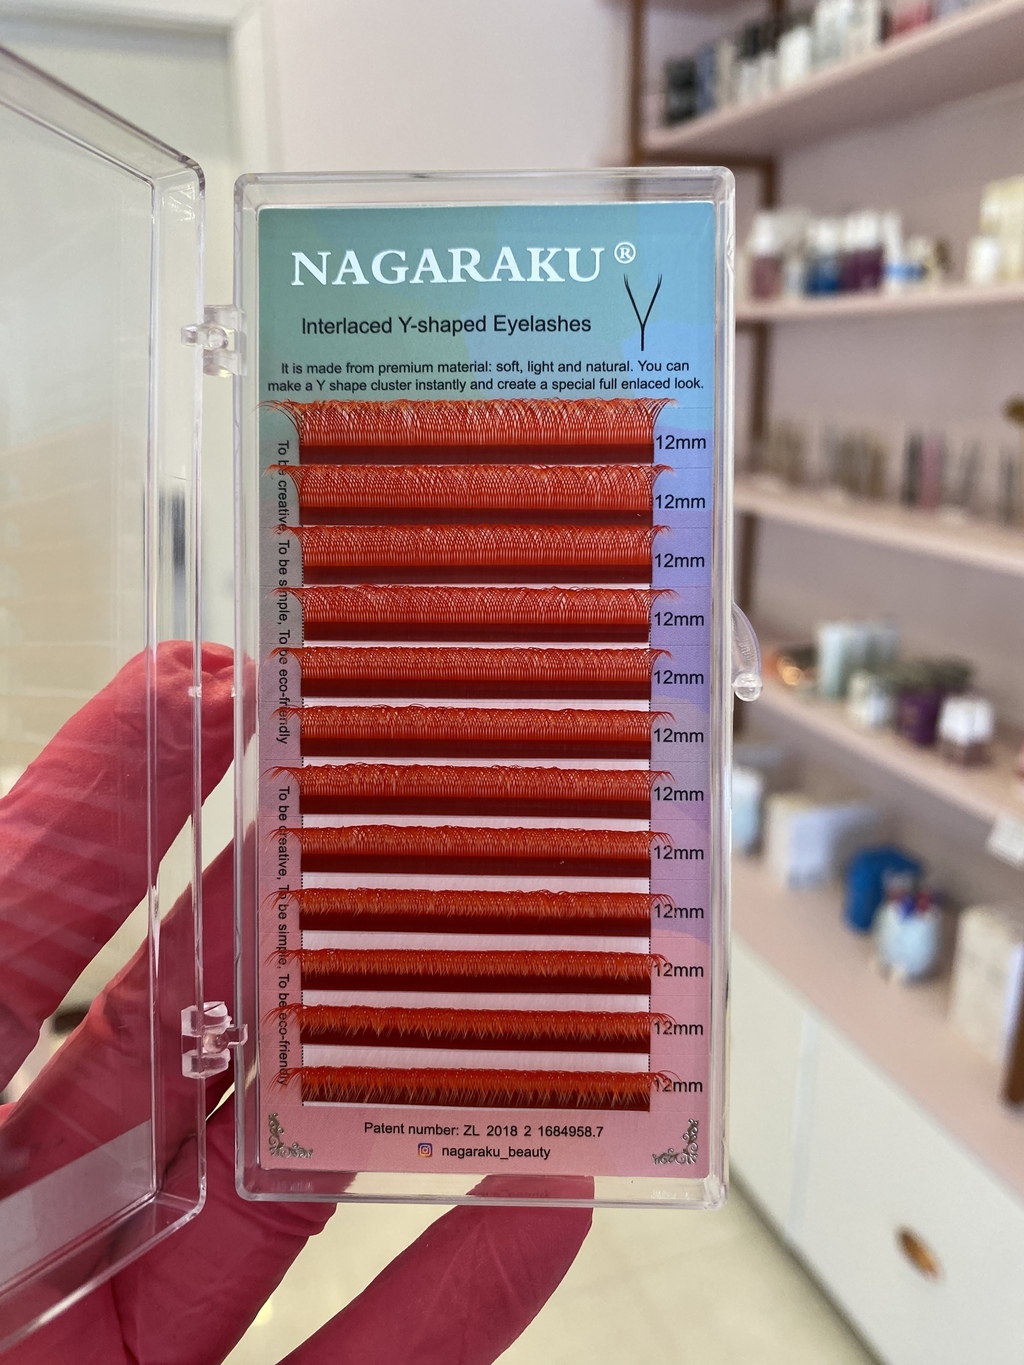 NAGARAKU®
Interlaced Y-shaped Eyelashes
It is made from premium material: soft, light and natural. You can
make a Y shape cluster instantly and create a special full enlaced look.
To be creative, To be simple, To be eco-friendly
To be creative, To be simple, To be eco-friendly
12mm
12mm
12mm
12mm
12mm
12mm
12mm
12mm
12mm
12mm
12mm
12mm
Patent number: ZL 2018 2 1684958.7
nagaraku_beauty